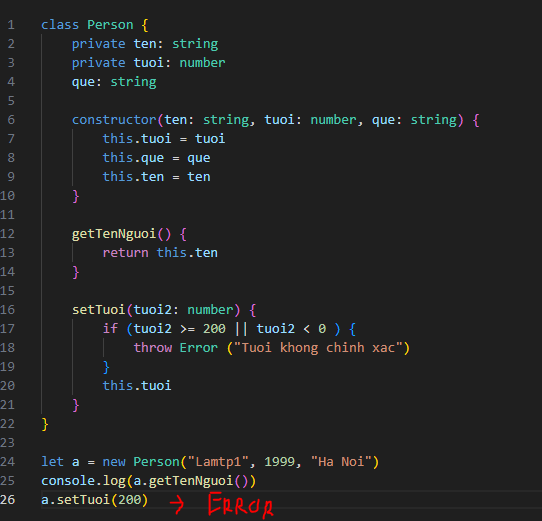 1 class Person {
2 private ten: string
3 private tuoi: number
4 que: string
5
6 constructor(ten: string, tuoi: number, que: string) {
7 this.tuoi = tuoi
8 this.que = que
9 this.ten = ten
10 }
11
12 getTenNguoi() {
13 return this.ten
14 }
15
16 setTuoi(tuoi2: number) {
17 if (tuoi2 >= 200 || tuoi2 < 0 ) {
18 throw Error ("Tuoi khong chinh xac")
19 }
20 this.tuoi
21 }
22 }
23
24 let a = new Person("Lamtp1", 1999, "Ha Noi")
25 console.log(a.getTenNguoi())
26 a.setTuoi(200) → ERROR